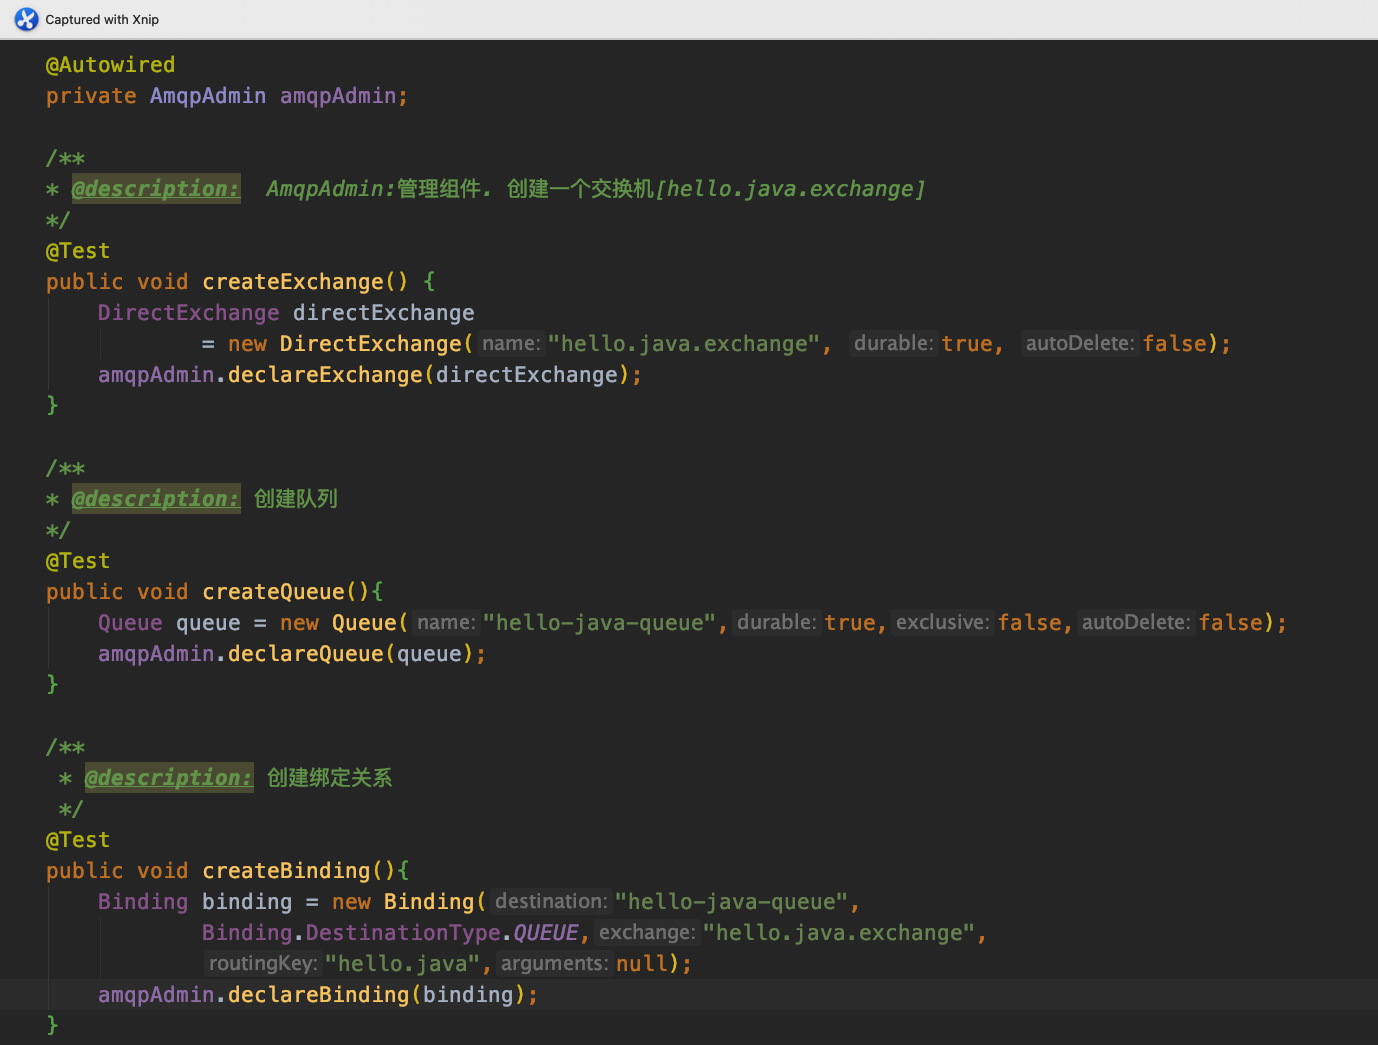 Captured with Xnip
@Autowired
private AmqpAdmin amqpAdmin;
/**
* @description:  AmqpAdmin:管理组件. 创建一个交换机[hello.java.exchange]
*/
@Test
public void createExchange() {
DirectExchange directExchange
= new DirectExchange( name: "hello.java.exchange", durable: true, autoDelete: false);
amqpAdmin.declareExchange(directExchange);
}
/**
* @description: 创建队列
*/
@Test
public void createQueue(){
Queue queue = new Queue( name: "hello-java-queue", durable: true, exclusive: false, autoDelete: false);
amqpAdmin.declareQueue(queue);
}
/**
* @description: 创建绑定关系
*/
@Test
public void createBinding(){
Binding binding = new Binding( destination: "hello-java-queue",
Binding.DestinationType.QUEUE, exchange: "hello.java.exchange",
routingKey: "hello.java", arguments: null);
amqpAdmin.declareBinding(binding);
}